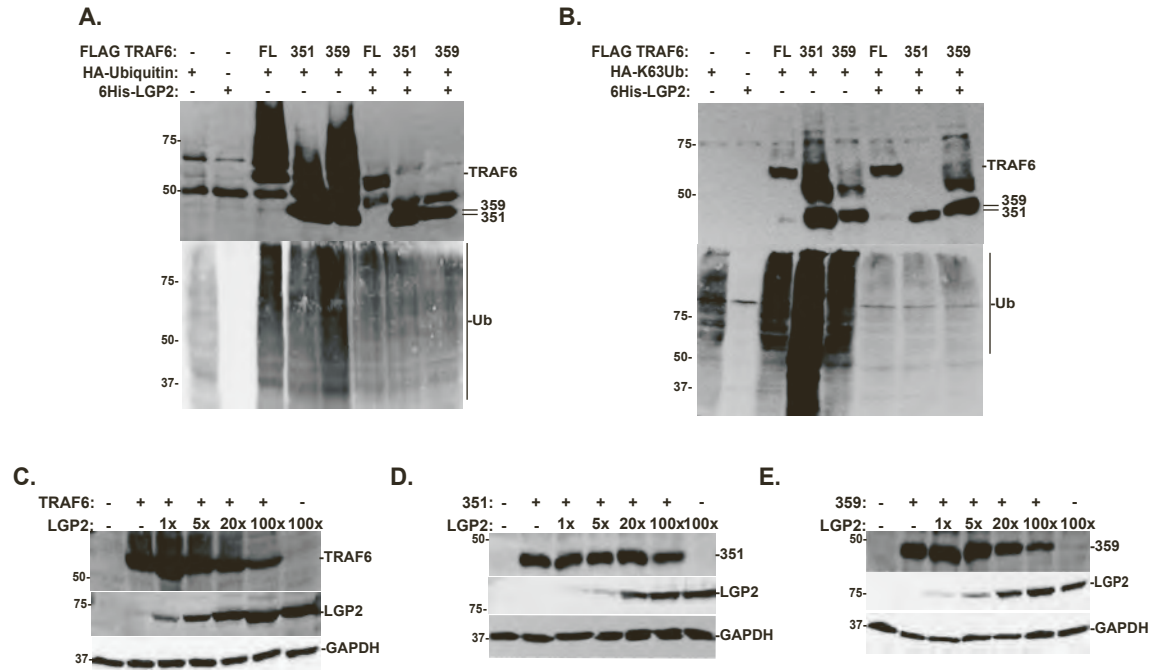 A.
FLAG TRAF6: - - FL 351 359 FL 351 359
HA-Ubiquitin: + - + + + + + +
6His-LGP2: - + - - - + + +
75-
50-
-TRAF6
359
351
75-
50-
37-
-Ub
B.
FLAG TRAF6: - - FL 351 359 FL 351 359
HA-K63Ub: + - + + + + + +
6His-LGP2: - + - - - + + +
75-
50-
-TRAF6
359
351
75-
50-
37-
-Ub
C.
TRAF6: - + + + + + -
LGP2: - - 1x 5x 20x 100x 100x
50-
-TRAF6
75-
-LGP2
37-
-GAPDH
D.
351: - + + + + + -
LGP2: - - 1x 5x 20x 100x 100x
50-
-351
-LGP2
75-
37-
-GAPDH
E.
359: - + + + + + -
LGP2: - - 1x 5x 20x 100x 100x
50-
-359
75-
-LGP2
37-
-GAPDH